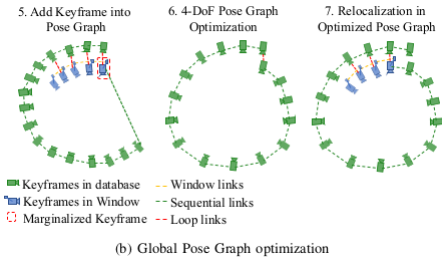 5. Add Keyframe into
Pose Graph
6. 4-DoF Pose Graph
Optimization
7. Relocalization in
Optimized Pose Graph
Keyframes in database
Keyframes in Window
Marginalized Keyframe
Window links
Sequential links
Loop links
(b) Global Pose Graph optimization